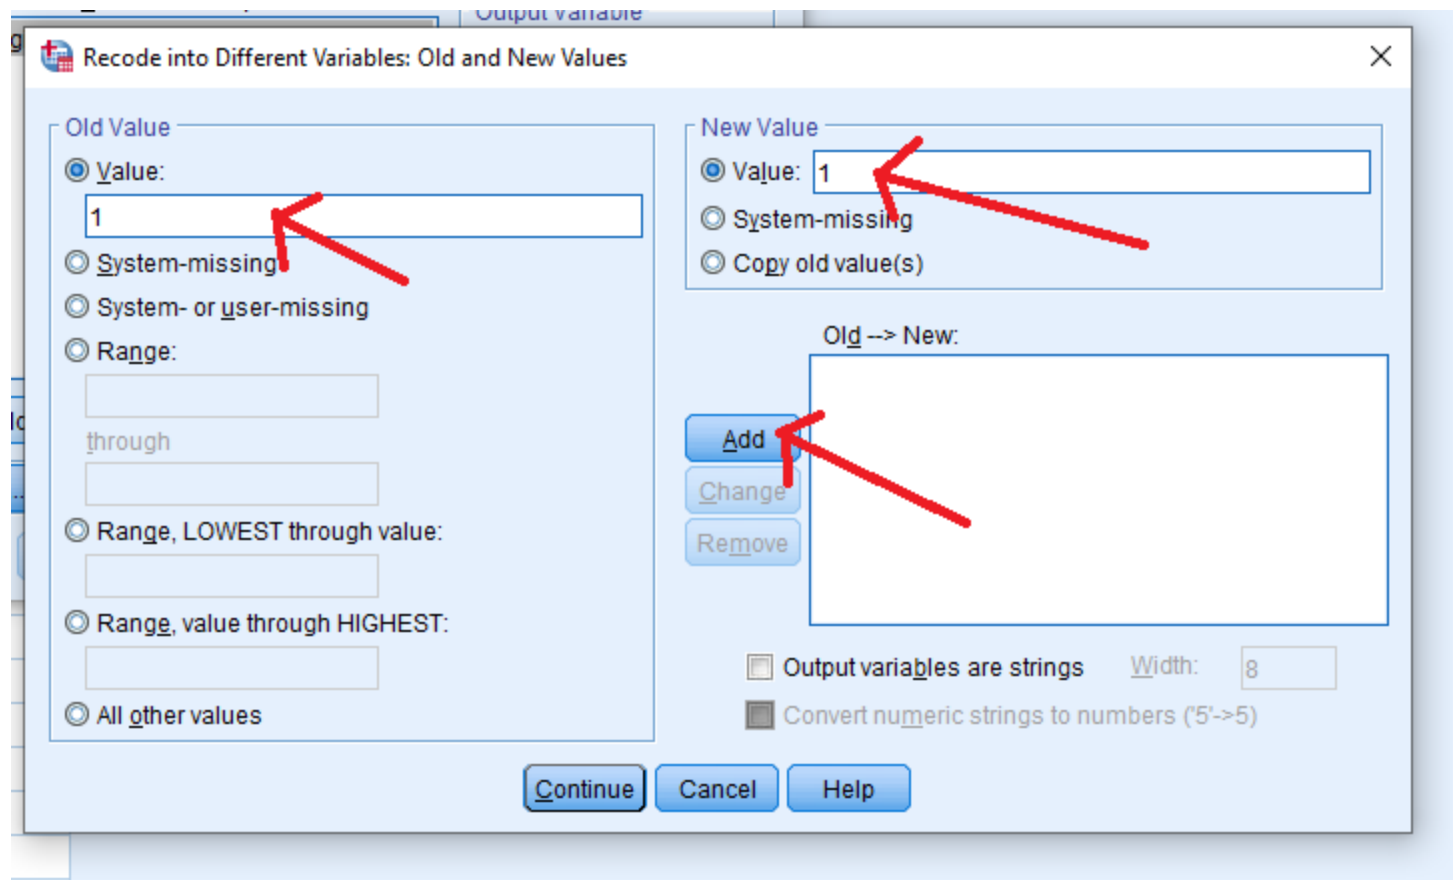 Output Variable
Recode into Different Variables: Old and New Values
Old Value
Value:
1
System-missing
System- or user-missing
Range:
through
Range, LOWEST through value:
Range, value through HIGHEST:
All other values
New Value
Value: 1
System-missing
Copy old value(s)
Old --> New:
Add
Change
Remove
Output variables are strings Width: 8
Convert numeric strings to numbers ('5'->5)
Continue Cancel Help